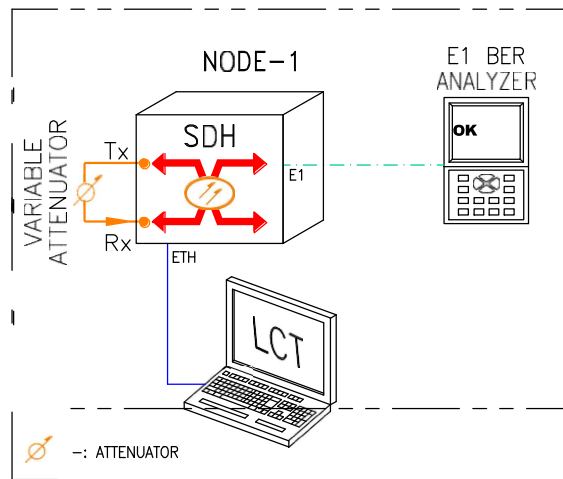 NODE-1
E1 BER
ANALYZER
OK
SDH
Tx
E1
VARIABLE
ATTENUATOR
Rx
ETH
LCT
-: ATTENUATOR